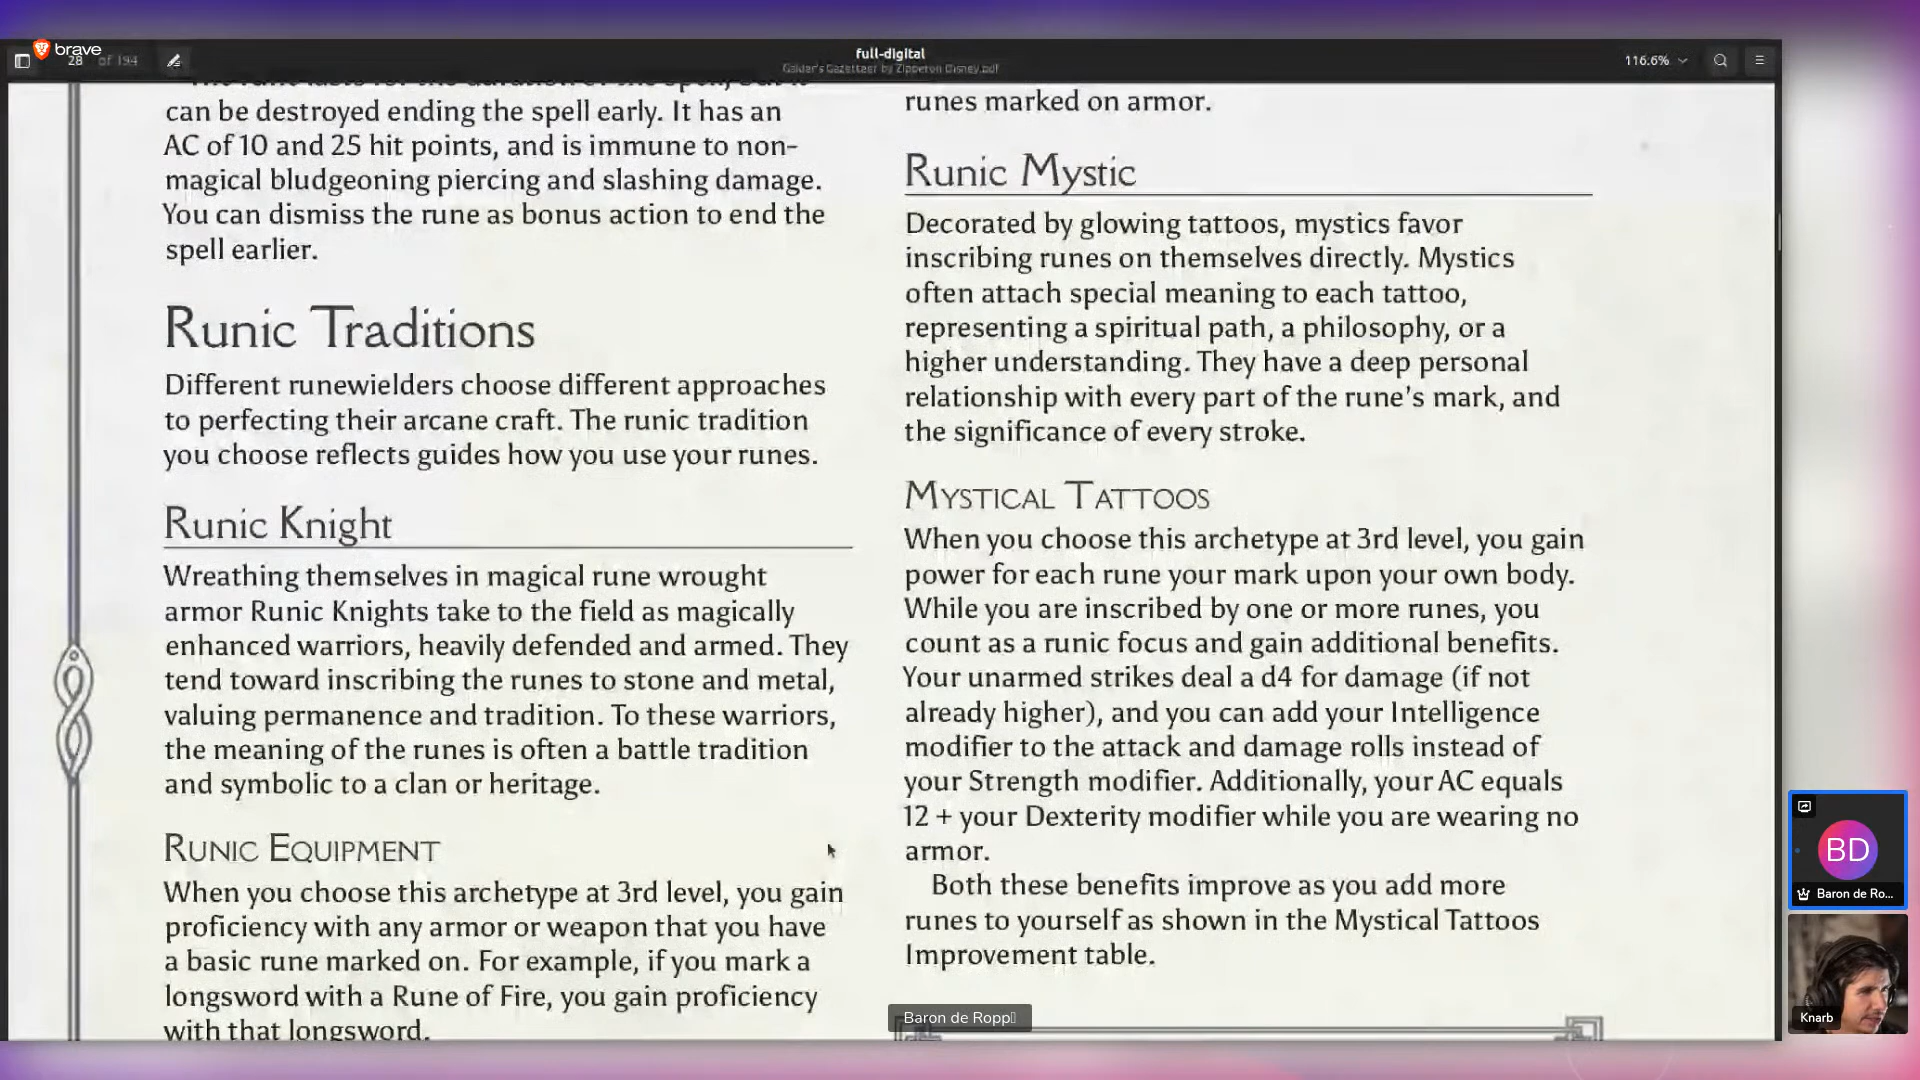 brave
28 of 194
full-digital
Galder's Gazetteer by Zipperon Disney.pdf
116.6%
can be destroyed ending the spell early. It has an
AC of 10 and 25 hit points, and is immune to non-
magical bludgeoning piercing and slashing damage.
You can dismiss the rune as bonus action to end the
spell earlier.
Runic Traditions
Different runewielders choose different approaches
to perfecting their arcane craft. The runic tradition
you choose reflects guides how you use your runes.
Runic Knight
Wreathing themselves in magical rune wrought
armor Runic Knights take to the field as magically
enhanced warriors, heavily defended and armed. They
tend toward inscribing the runes to stone and metal,
valuing permanence and tradition. To these warriors,
the meaning of the runes is often a battle tradition
and symbolic to a clan or heritage.
Runic Equipment
When you choose this archetype at 3rd level, you gain
proficiency with any armor or weapon that you have
a basic rune marked on. For example, if you mark a
longsword with a Rune of Fire, you gain proficiency
with that longsword.
runes marked on armor.
Runic Mystic
Decorated by glowing tattoos, mystics favor
inscribing runes on themselves directly. Mystics
often attach special meaning to each tattoo,
representing a spiritual path, a philosophy, or a
higher understanding. They have a deep personal
relationship with every part of the rune's mark, and
the significance of every stroke.
Mystical Tattoos
When you choose this archetype at 3rd level, you gain
power for each rune your mark upon your own body.
While you are inscribed by one or more runes, you
count as a runic focus and gain additional benefits.
Your unarmed strikes deal a d4 for damage (if not
already higher), and you can add your Intelligence
modifier to the attack and damage rolls instead of
your Strength modifier. Additionally, your AC equals
12 + your Dexterity modifier while you are wearing no
armor.
Both these benefits improve as you add more
runes to yourself as shown in the Mystical Tattoos
Improvement table.
Baron de Ropp
BD
Baron de Ro...
Knarb